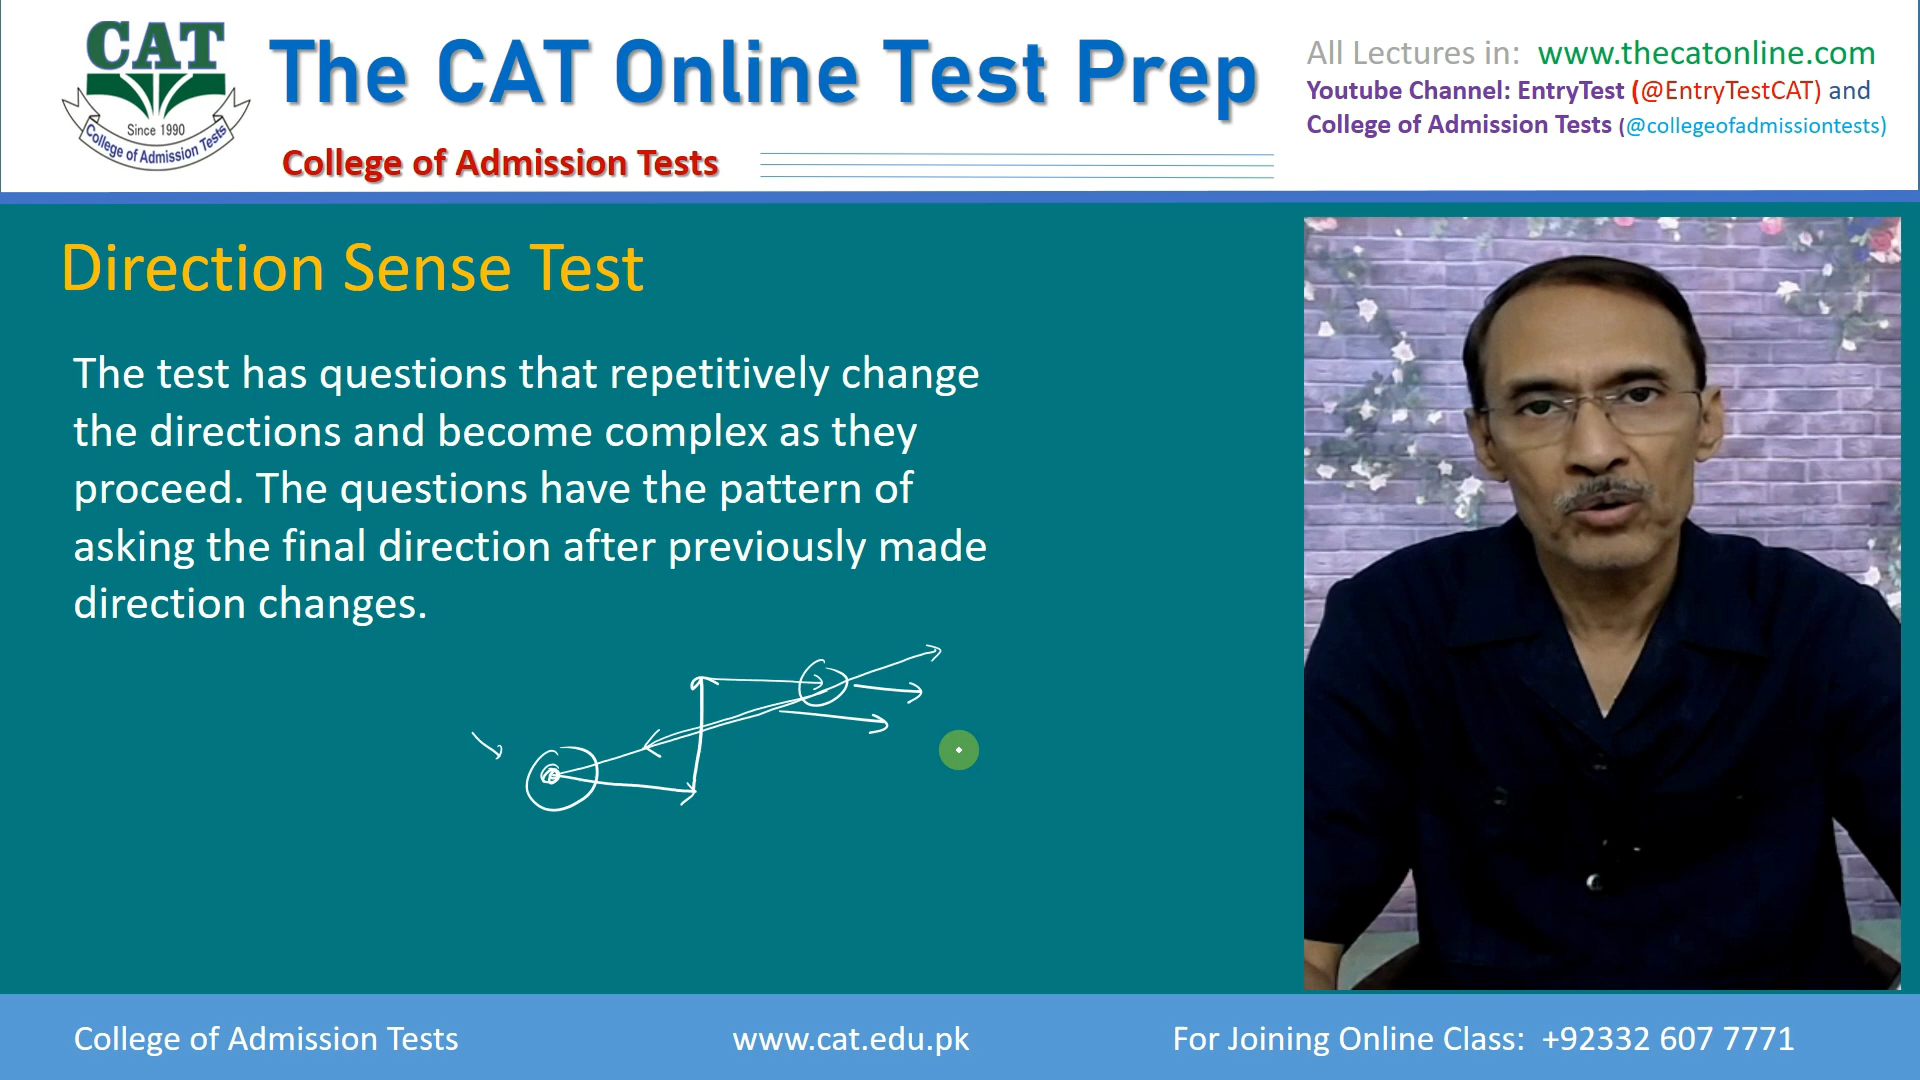 CAT
Since 1990
College of Admission Tests
The CAT Online Test Prep
College of Admission Tests
All Lectures in: www.thecatonline.com
Youtube Channel: EntryTest (@EntryTestCAT) and
College of Admission Tests (@collegeofadmissiontests)
Direction Sense Test
The test has questions that repetitively change
the directions and become complex as they
proceed. The questions have the pattern of
asking the final direction after previously made
direction changes.
College of Admission Tests
www.cat.edu.pk
For Joining Online Class: +92332 607 7771